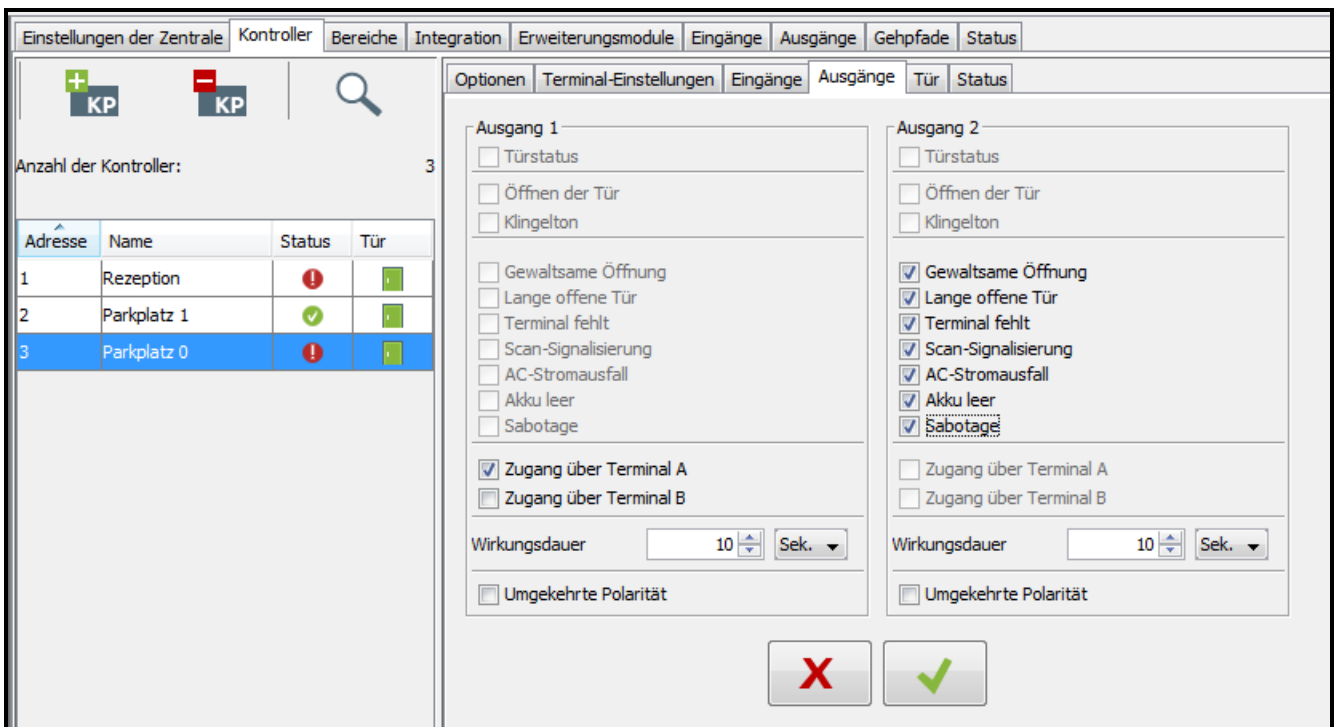 Einstellungen der Zentrale Kontroller Bereiche Integration Erweiterungsmodule Eingänge Ausgänge Gehpfade Status
KP KP
Anzahl der Kontroller: 3
Adresse Name Status Tür
1 Rezeption
2 Parkplatz 1
3 Parkplatz 0
Optionen Terminal-Einstellungen Eingänge Ausgänge Tür Status
Ausgang 1
Türstatus
Öffnen der Tür
Klingelton
Gewaltsame Öffnung
Lange offene Tür
Terminal fehlt
Scan-Signalisierung
AC-Stromausfall
Akku leer
Sabotage
Zugang über Terminal A
Zugang über Terminal B
Wirkungsdauer 10 Sek.
Umgekehrte Polarität
Ausgang 2
Türstatus
Öffnen der Tür
Klingelton
Gewaltsame Öffnung
Lange offene Tür
Terminal fehlt
Scan-Signalisierung
AC-Stromausfall
Akku leer
Sabotage
Zugang über Terminal A
Zugang über Terminal B
Wirkungsdauer 10 Sek.
Umgekehrte Polarität